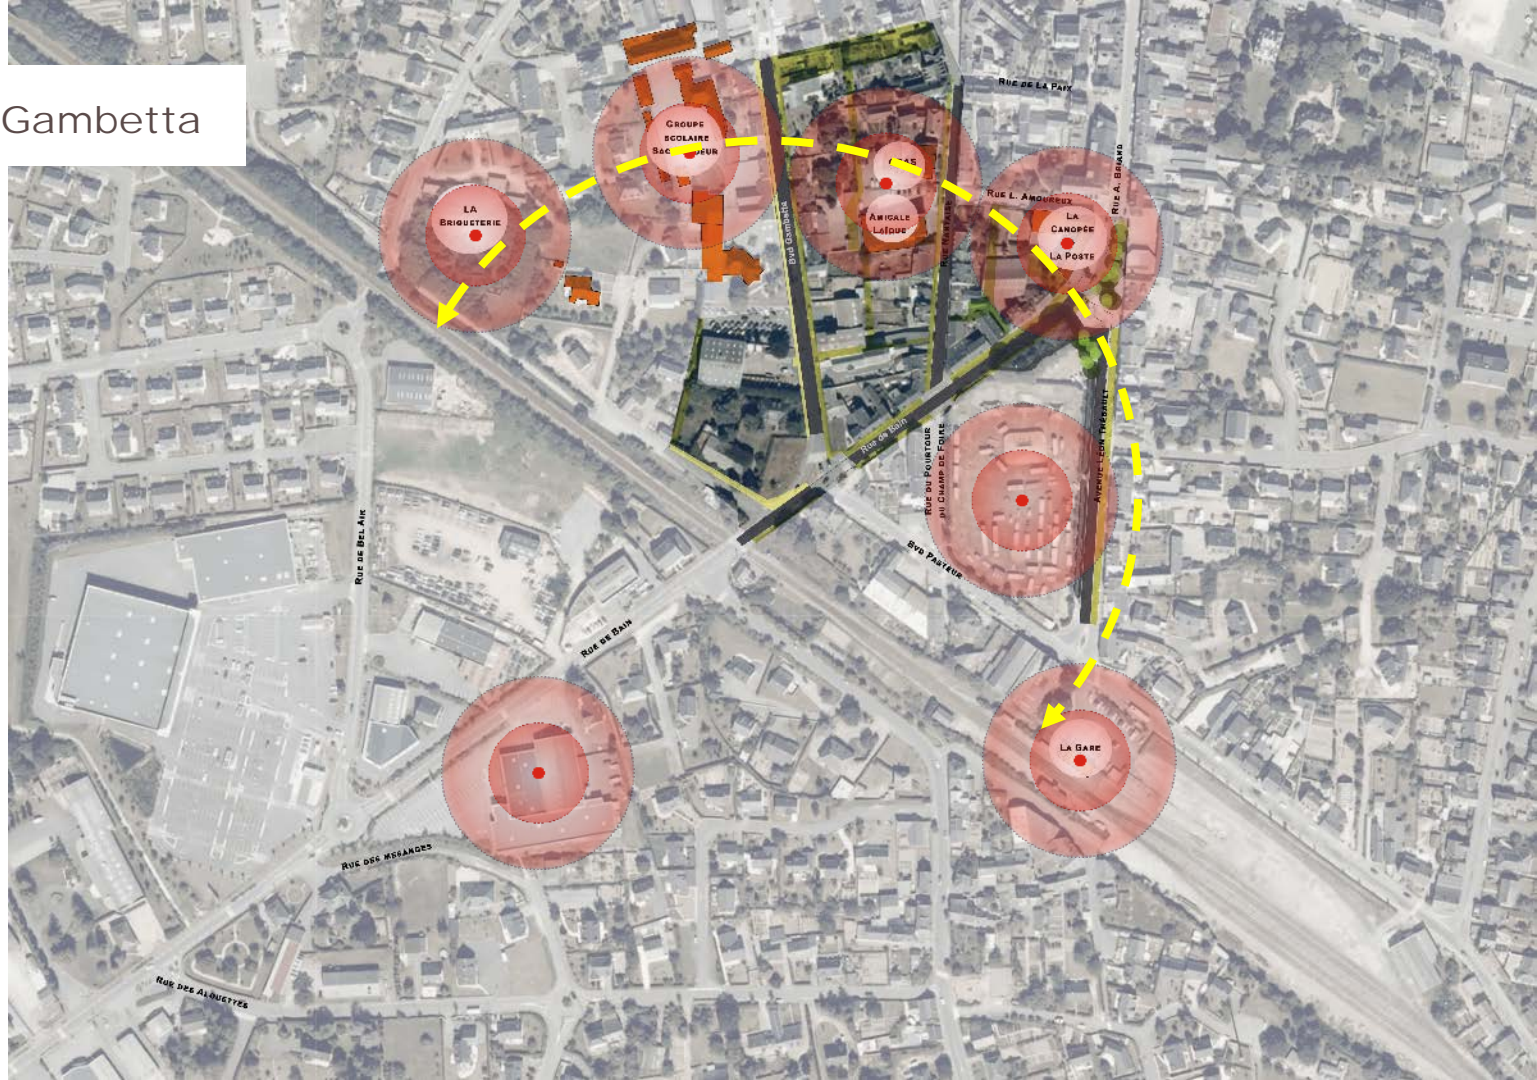 Gambetta
RUE DE LA PAIX
GROUPE
SCOLAIRE
RUE A. BRIAND
RUE L. AMOUREUX
LA
BRIQUETERIE
AMICALE
LAÏQUE
LA
CANOPÉE
LA POSTE
Bvd Gambetta
Rue de Bain
AVENUE LÉON THÉBAULT
RUE DU POURTOUR
DU CHAMP DE FOIRE
BVD PASTEUR
RUE DE BEL AIR
RUE DE BAIN
LA GARE
RUE DES MESANGES
RUE DES ALOUETTES